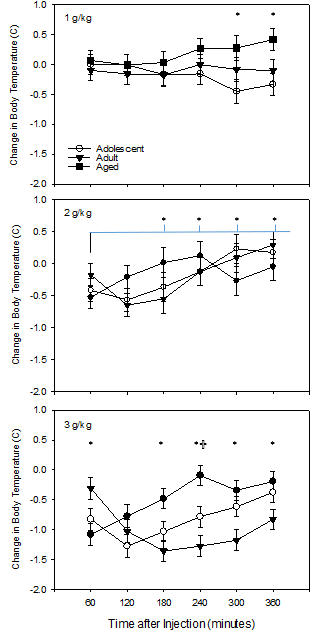 1 g/kg
* *
Change in Body Temperature (C)
1.0
0.5
0.0
-0.5
-1.0
-1.5
-2.0
Adolescent
Adult
Aged
2 g/kg
* * * *
Change in Body Temperature (C)
1.0
0.5
0.0
-0.5
-1.0
-1.5
-2.0
3 g/kg
* * *‡ * *
Change in Body Temperature (C)
1.0
0.5
0.0
-0.5
-1.0
-1.5
-2.0
60 120 180 240 300 360
Time after Injection (minutes)